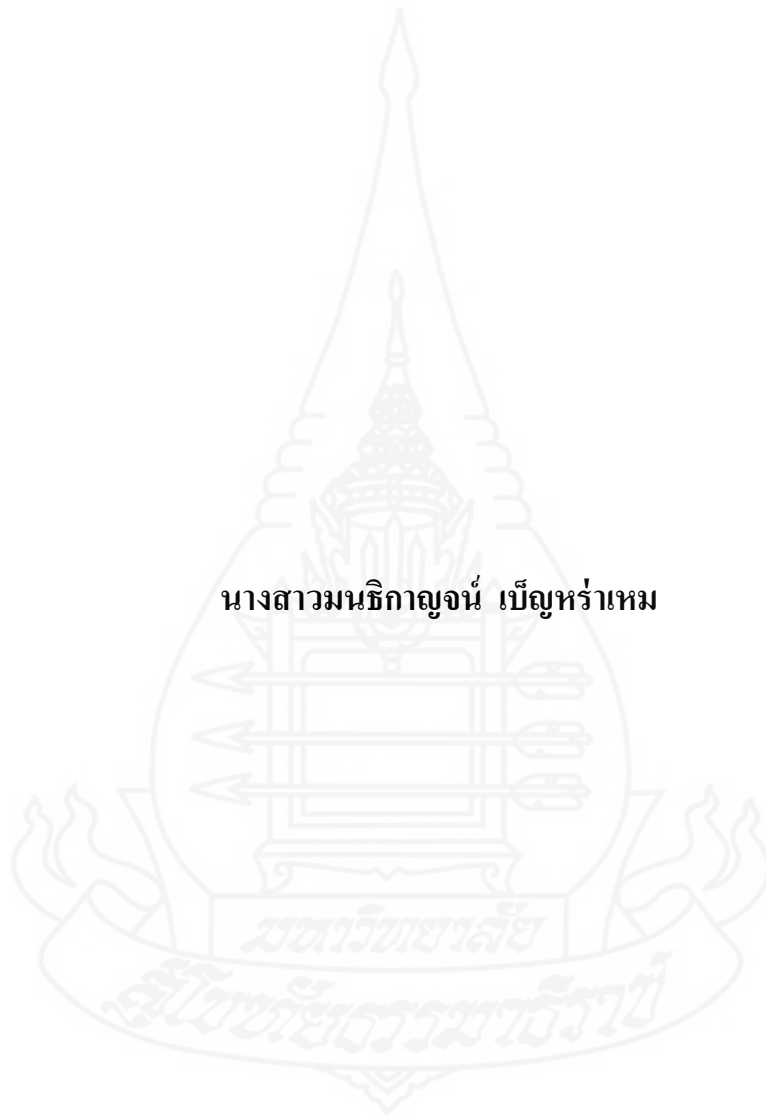 นางสาวมนธิกาญจน์ เบ็ญหร่าเหม
มหาวิทยาลัย
สุโขทัยธรรมาธิราช